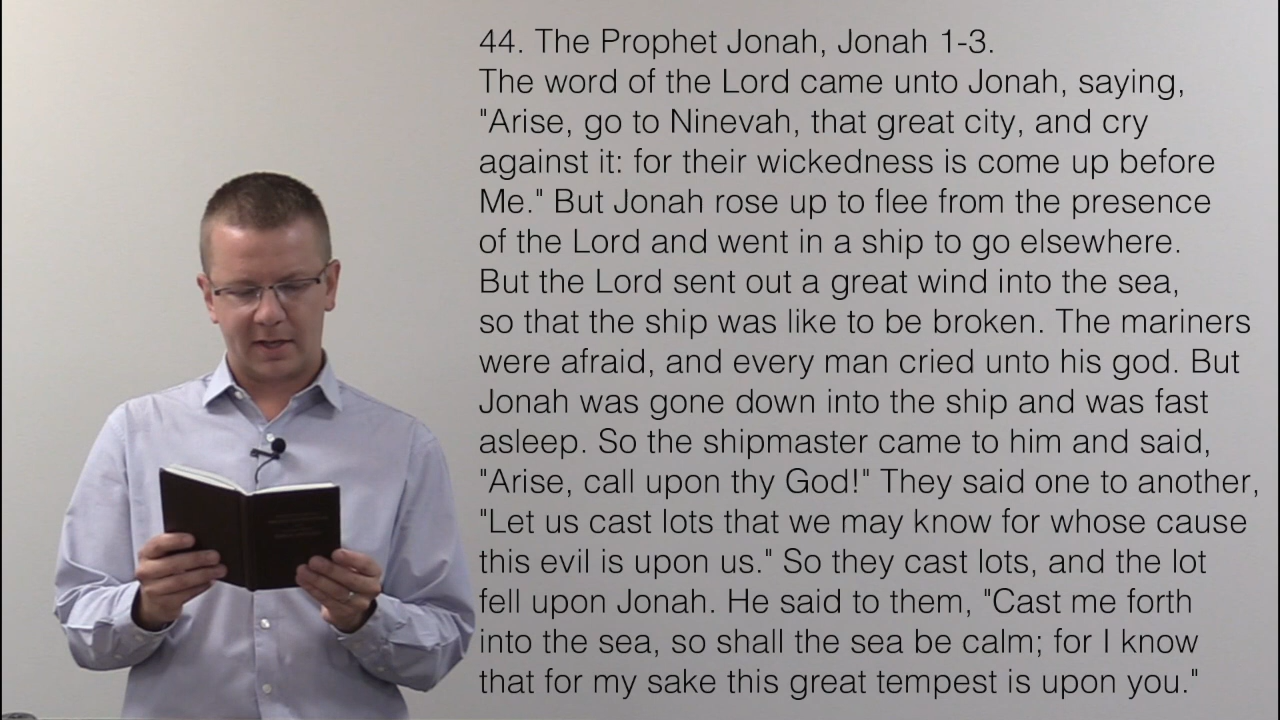 44. The Prophet Jonah, Jonah 1-3.
The word of the Lord came unto Jonah, saying,
"Arise, go to Ninevah, that great city, and cry
against it: for their wickedness is come up before
Me." But Jonah rose up to flee from the presence
of the Lord and went in a ship to go elsewhere.
But the Lord sent out a great wind into the sea,
so that the ship was like to be broken. The mariners
were afraid, and every man cried unto his god. But
Jonah was gone down into the ship and was fast
asleep. So the shipmaster came to him and said,
"Arise, call upon thy God!" They said one to another,
"Let us cast lots that we may know for whose cause
this evil is upon us." So they cast lots, and the lot
fell upon Jonah. He said to them, "Cast me forth
into the sea, so shall the sea be calm; for I know
that for my sake this great tempest is upon you."